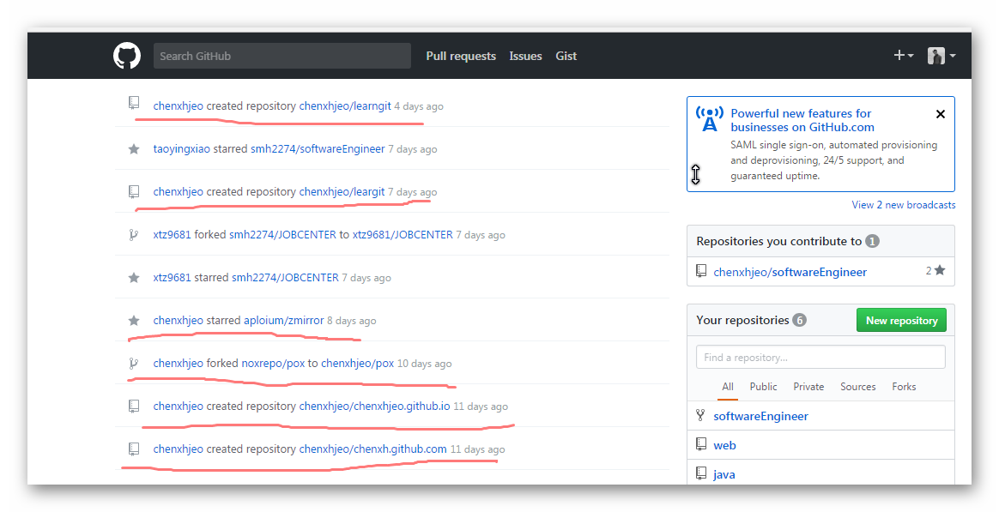 Search GitHub Pull requests Issues Gist
chenxhjeo created repository chenxhjeo/learngit 4 days ago
taoyingxiao starred smh2274/softwareEngineer 7 days ago
chenxhjeo created repository chenxhjeo/leargit 7 days ago
xtz9681 forked smh2274/JOBCENTER to xtz9681/JOBCENTER 7 days ago
xtz9681 starred smh2274/JOBCENTER 7 days ago
chenxhjeo starred aploium/zmirror 8 days ago
chenxhjeo forked noxrepo/pox to chenxhjeo/pox 10 days ago
chenxhjeo created repository chenxhjeo/chenxhjeo.github.io 11 days ago
chenxhjeo created repository chenxhjeo/chenxh.github.com 11 days ago
Powerful new features for
businesses on GitHub.com
SAML single sign-on, automated provisioning
and deprovisioning, 24/5 support, and
guaranteed uptime.
View 2 new broadcasts
Repositories you contribute to 1
chenxhjeo/softwareEngineer 2
Your repositories 6 New repository
Find a repository...
All Public Private Sources Forks
softwareEngineer
web
java